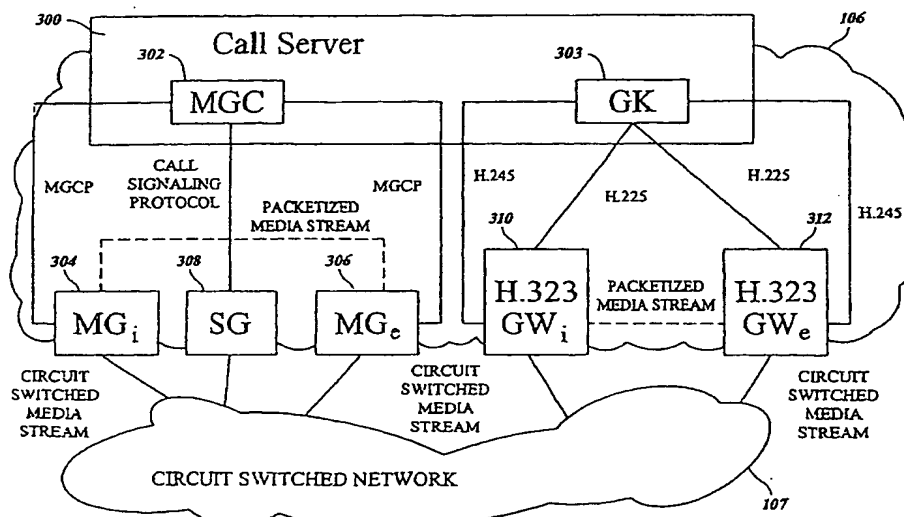 300
Call Server
106
302
303
MGC
GK
MGCP
CALL
SIGNALING
PROTOCOL
MGCP
H.245
H.225
H.225
H.245
PACKETIZED
MEDIA STREAM
304
308
306
310
312
MGi
SG
MGe
H.323
GWi
PACKETIZED
MEDIA STREAM
H.323
GWe
CIRCUIT
SWITCHED
MEDIA
STREAM
CIRCUIT
SWITCHED
MEDIA
STREAM
CIRCUIT
SWITCHED
MEDIA
STREAM
CIRCUIT SWITCHED NETWORK
107